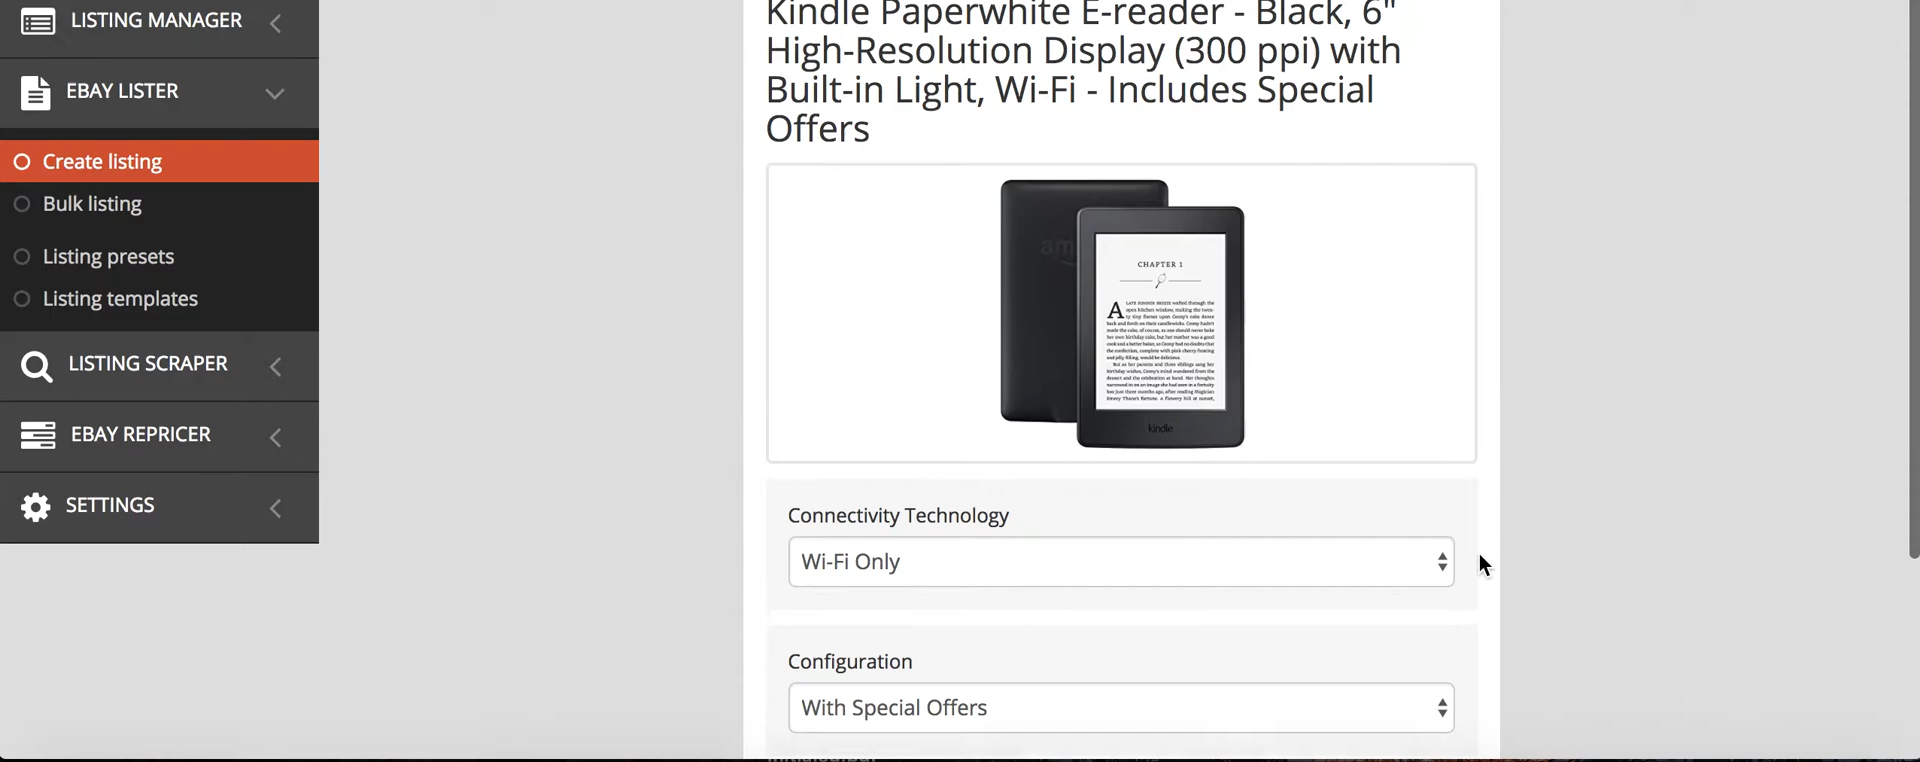 LISTING MANAGER
EBAY LISTER
Create listing
Bulk listing
Listing presets
Listing templates
LISTING SCRAPER
EBAY REPRICER
SETTINGS
Kindle Paperwhite E-reader - Black, 6"
High-Resolution Display (300 ppi) with
Built-in Light, Wi-Fi - Includes Special
Offers
CHAPTER 1
kindle
Connectivity Technology
Wi-Fi Only
Configuration
With Special Offers